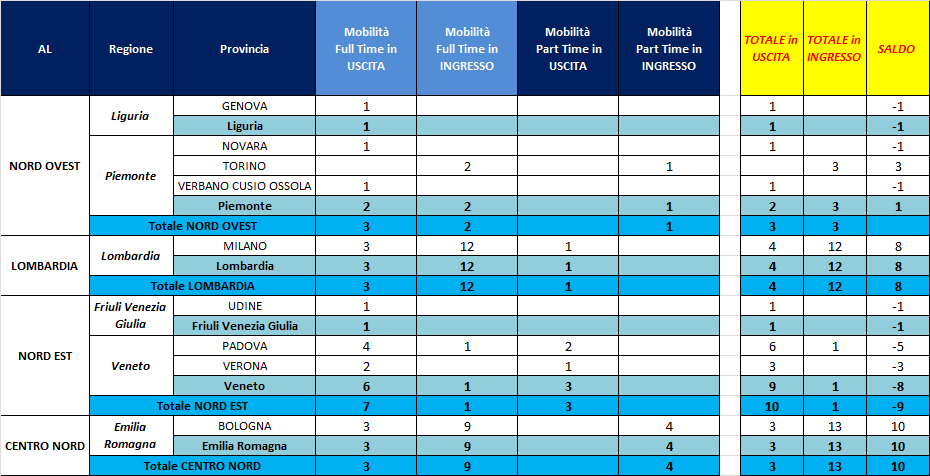 AL Regione Provincia Mobilità Full Time in USCITA Mobilità Full Time in INGRESSO Mobilità Part Time in USCITA Mobilità Part Time in INGRESSO TOTALE in USCITA TOTALE in INGRESSO SALDO
NORD OVEST Liguria GENOVA 1 1 -1
Liguria 1 1 -1
Piemonte NOVARA 1 1 -1
TORINO 2 1 3 3
VERBANO CUSIO OSSOLA 1 1 -1
Piemonte 2 2 1 2 3 1
Totale NORD OVEST 3 2 1 3 3
LOMBARDIA Lombardia MILANO 3 12 1 4 12 8
Lombardia 3 12 1 4 12 8
Totale LOMBARDIA 3 12 1 4 12 8
NORD EST Friuli Venezia Giulia UDINE 1 1 -1
Friuli Venezia Giulia 1 1 -1
Veneto PADOVA 4 1 2 6 1 -5
VERONA 2 1 3 -3
Veneto 6 1 3 9 1 -8
Totale NORD EST 7 1 3 10 1 -9
CENTRO NORD Emilia Romagna BOLOGNA 3 9 4 3 13 10
Emilia Romagna 3 9 4 3 13 10
Totale CENTRO NORD 3 9 4 3 13 10